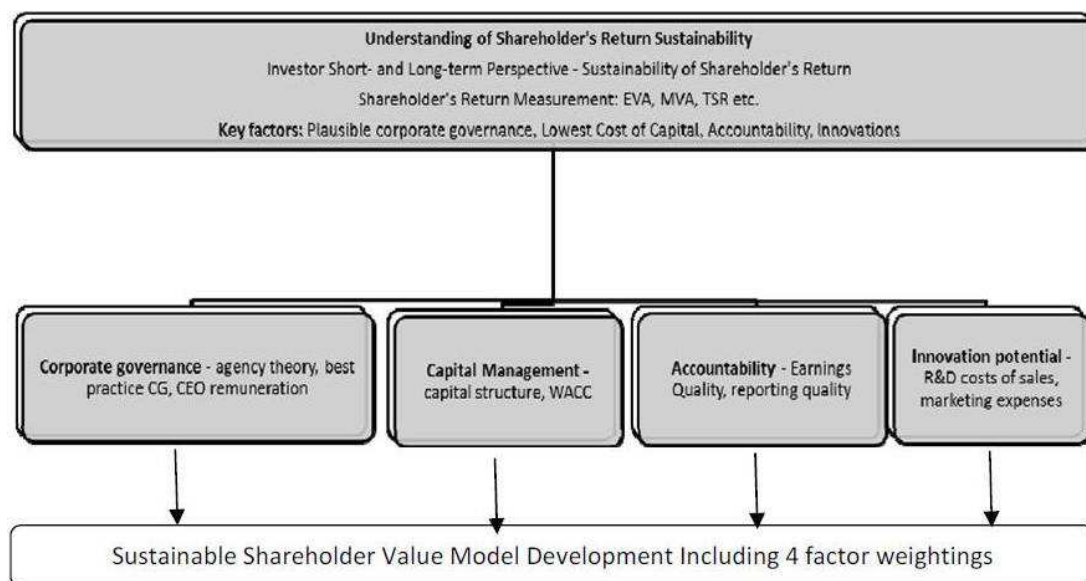 Understanding of Shareholder's Return Sustainability
Investor Short- and Long-term Perspective - Sustainability of Shareholder's Return
Shareholder's Return Measurement: EVA, MVA, TSR etc.
Key factors: Plausible corporate governance, Lowest Cost of Capital, Accountability, Innovations
Corporate governance - agency theory, best
practice CG, CEO remuneration
Capital Management -
capital structure, WACC
Accountability - Earnings
Quality, reporting quality
Innovation potential -
R&D costs of sales,
marketing expenses
Sustainable Shareholder Value Model Development Including 4 factor weightings